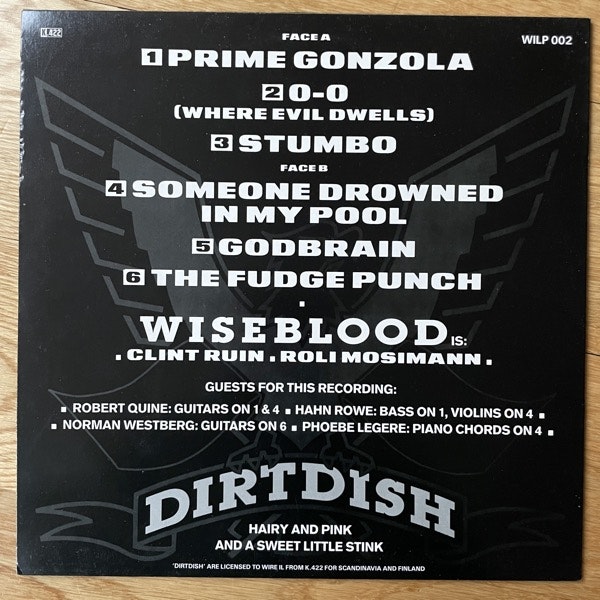 K.422
WILP 002
FACE A
1 PRIME GONZOLA
2 O-O
(WHERE EVIL DWELLS)
3 STUMBO
FACE B
4 SOMEONE DROWNED
IN MY POOL
5 GODBRAIN
6 THE FUDGE PUNCH
.
WISEBLOOD IS:
. CLINT RUIN . ROLI MOSIMANN .
GUESTS FOR THIS RECORDING:
▪ ROBERT QUINE: GUITARS ON 1 & 4 ▪ HAHN ROWE: BASS ON 1, VIOLINS ON 4 ▪
▪ NORMAN WESTBERG: GUITARS ON 6 ▪ PHOEBE LEGERE: PIANO CHORDS ON 4 ▪
DIRTDISH
HAIRY AND PINK
AND A SWEET LITTLE STINK
'DIRTDISH' ARE LICENSED TO WIRE IL FROM K.422 FOR SCANDINAVIA AND FINLAND